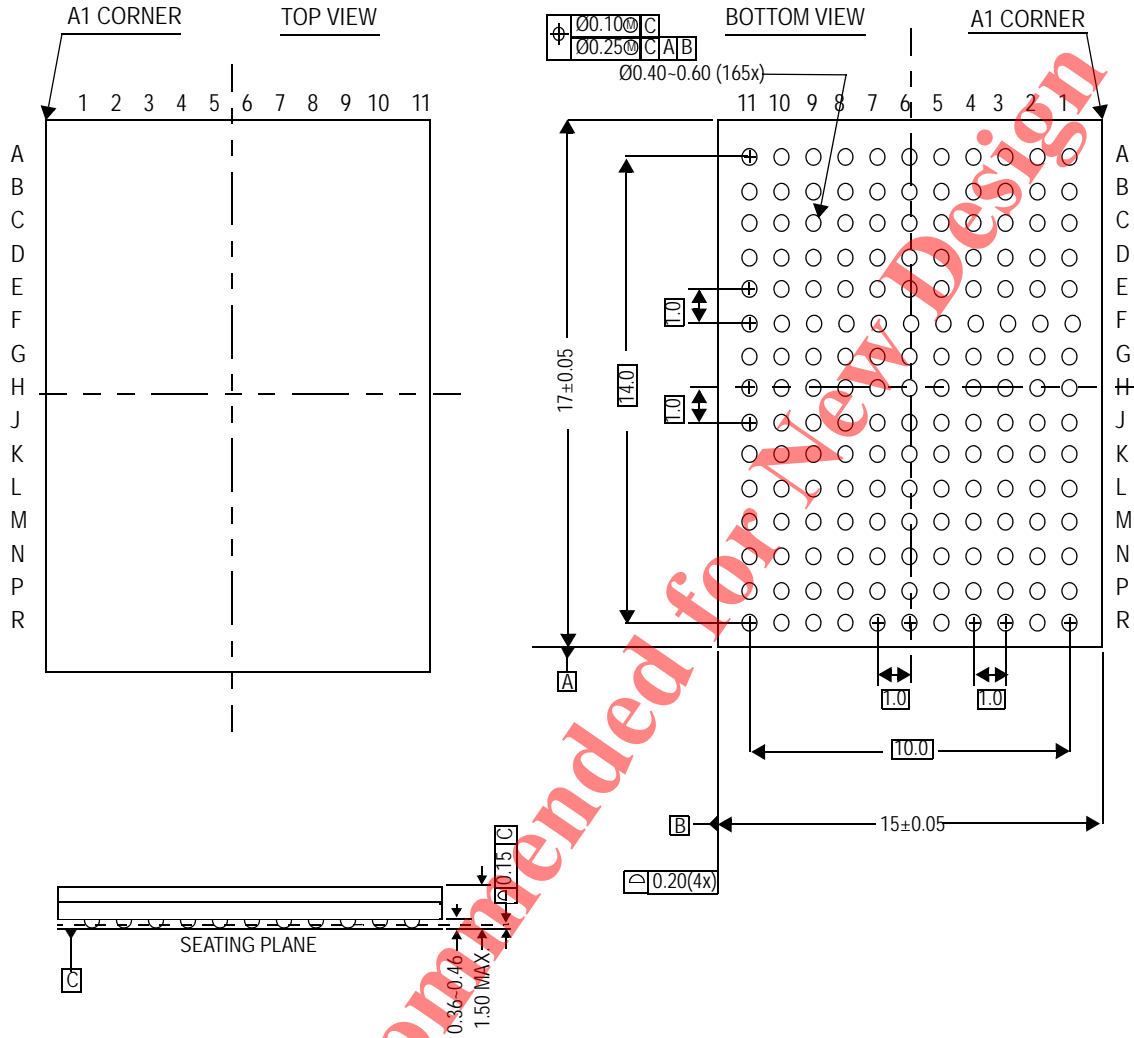 A1 CORNER
TOP VIEW
1 2 3 4 5 6 7 8 9 10 11
A
B
C
D
E
F
G
H
J
K
L
M
N
P
R
Ø0.10Ⓜ C
Ø0.25Ⓜ C A B
Ø0.40~0.60 (165x)
BOTTOM VIEW
A1 CORNER
11 10 9 8 7 6 5 4 3 2 1
A
B
C
D
E
F
G
H
J
K
L
M
N
P
R
17±0.05
14.0
1.0
1.0
A
1.0
1.0
10.0
B
15±0.05
0.20(4x)
0.15 C
SEATING PLANE
C
0.36~0.46
1.50 MAX.
ommended for New Design